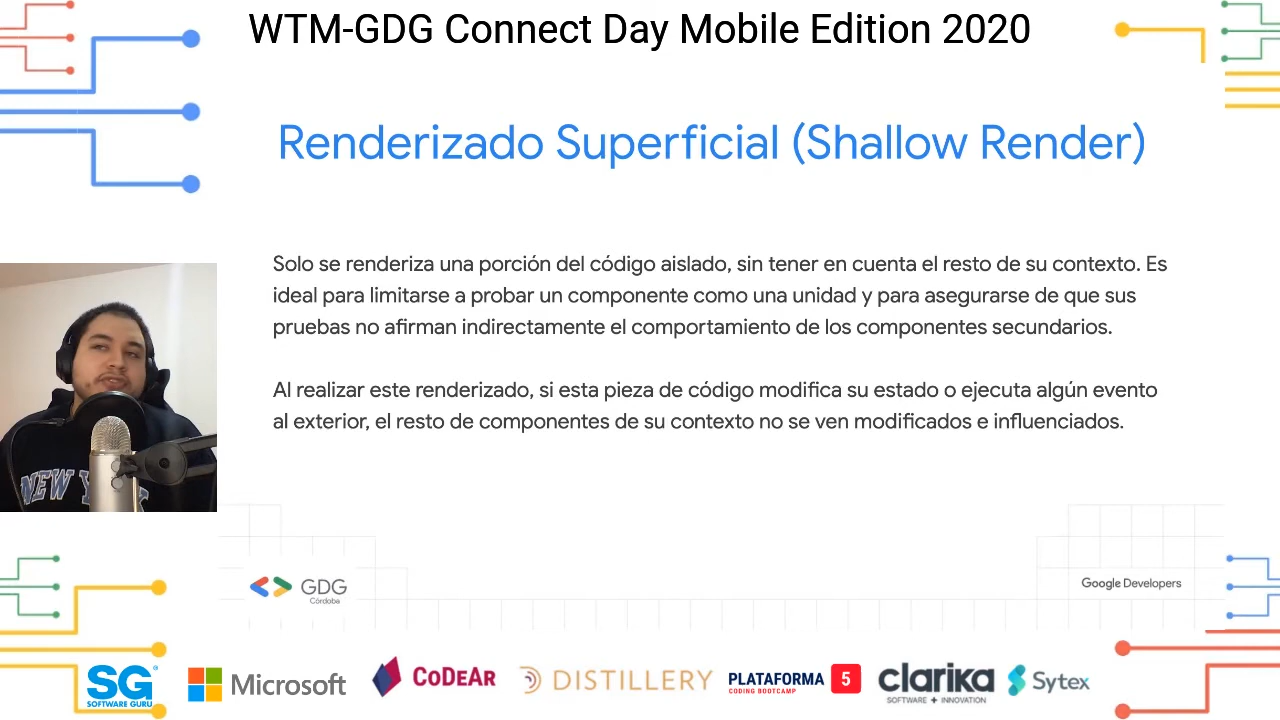 WTM-GDG Connect Day Mobile Edition 2020
Renderizado Superficial (Shallow Render)
Solo se renderiza una porción del código aislado, sin tener en cuenta el resto de su contexto. Es
ideal para limitarse a probar un componente como una unidad y para asegurarse de que sus
pruebas no afirman indirectamente el comportamiento de los componentes secundarios.
Al realizar este renderizado, si esta pieza de código modifica su estado o ejecuta algún evento
al exterior, el resto de componentes de su contexto no se ven modificados e influenciados.
NEW Y
GDG
Córdoba
Google Developers
SG
SOFTWARE GURU
Microsoft
CoDeAr
DISTILLERY
PLATAFORMA 5
CODING BOOTCAMP
clarika
SOFTWARE + INNOVATION
Sytex